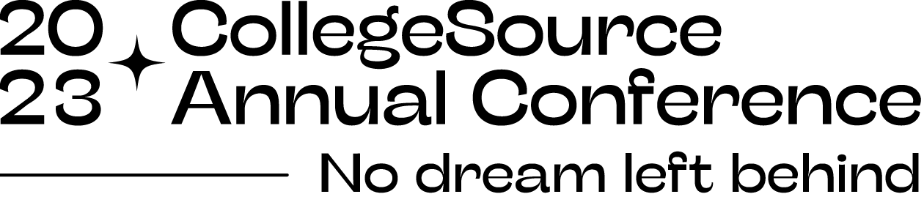 20 CollegeSource
23 Annual Conference
No dream left behind